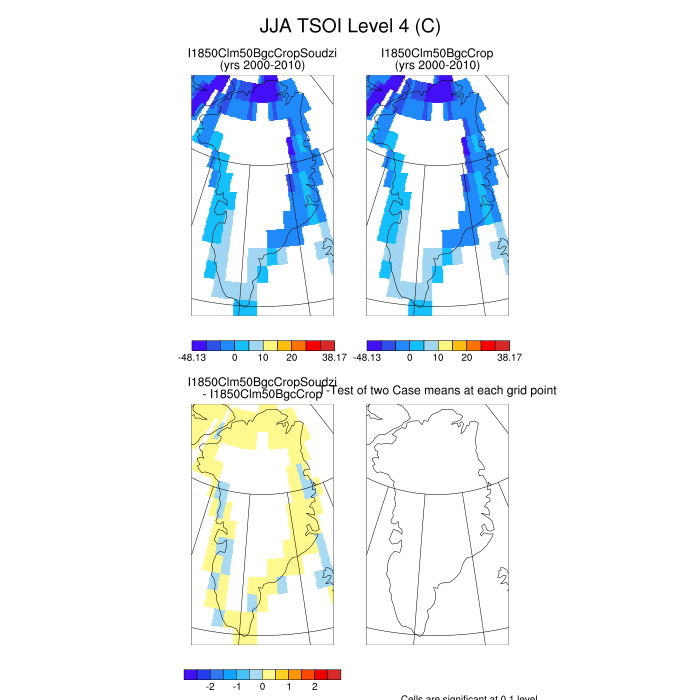 JJA TSOI Level 4 (C)
I1850Clm50BgcCropSoudzi
(yrs 2000-2010)
I1850Clm50BgcCrop
(yrs 2000-2010)
-48.13 0 10 20 38.17
-48.13 0 10 20 38.17
I1850Clm50BgcCropSoudzi
- I1850Clm50BgcCrop
T-Test of two Case means at each grid point
-2 -1 0 1 2
Cells are significant at 0.1 level